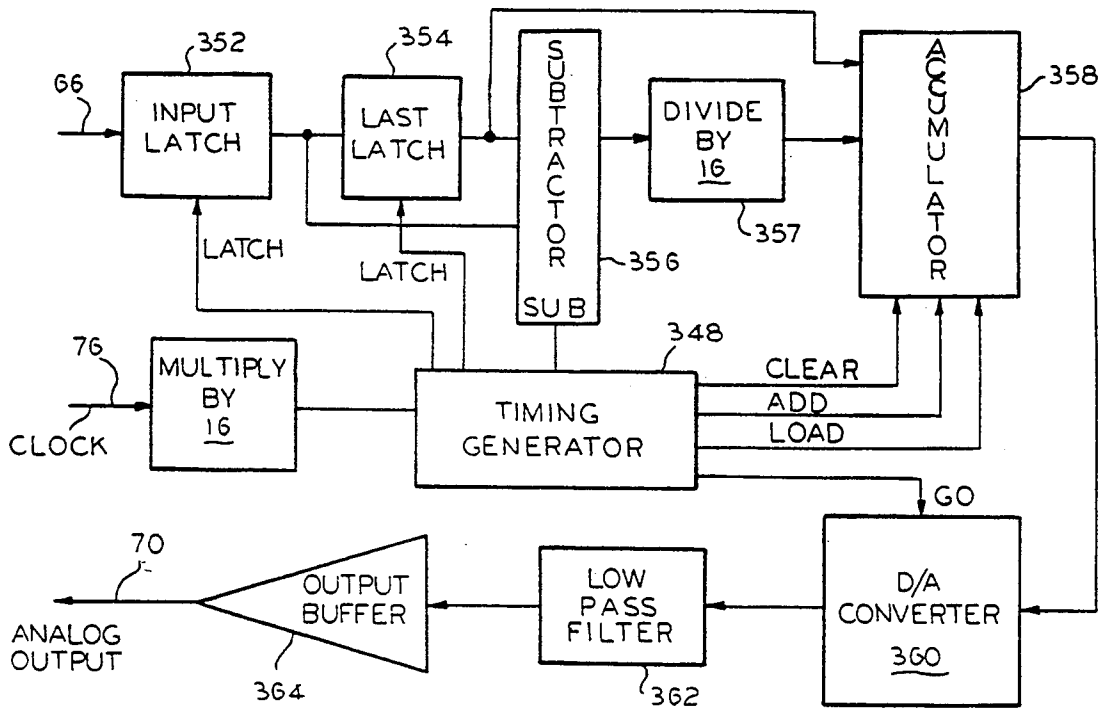 352
66
INPUT
LATCH
354
LAST
LATCH
SUBTRACTOR
SUB
356
DIVIDE
BY
16
357
ACCUMULATOR
358
LATCH
LATCH
76
CLOCK
MULTIPLY
BY
16
348
TIMING
GENERATOR
CLEAR
ADD
LOAD
GO
D/A
CONVERTER
360
LOW
PASS
FILTER
362
OUTPUT
BUFFER
364
70
ANALOG
OUTPUT